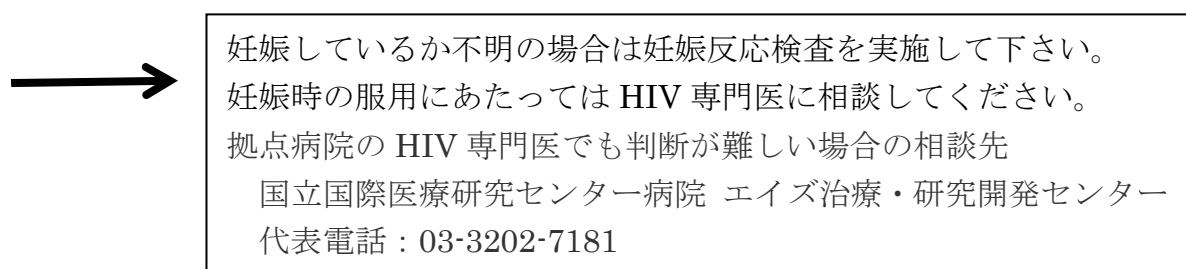 妊娠しているか不明の場合は妊娠反応検査を実施して下さい。
妊娠時の服用にあたっては HIV 専門医に相談してください。
拠点病院の HIV 専門医でも判断が難しい場合の相談先
国立国際医療研究センター病院 エイズ治療・研究開発センター
代表電話：03-3202-7181